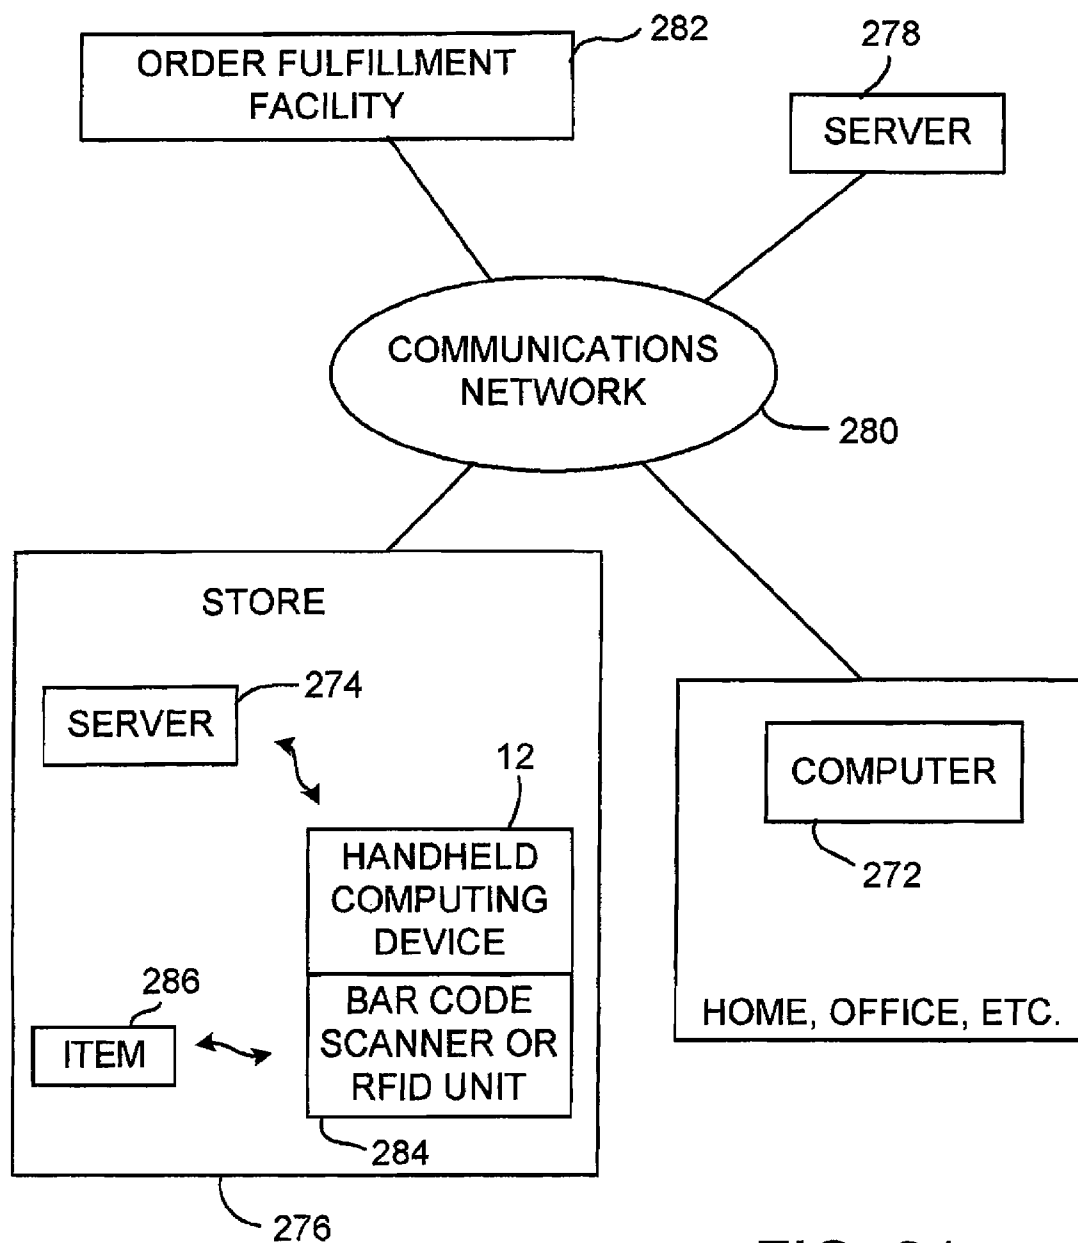 282
278
ORDER FULFILLMENT
FACILITY
SERVER
COMMUNICATIONS
NETWORK
280
STORE
274
SERVER
12
COMPUTER
HANDHELD
COMPUTING
DEVICE
272
286
BAR CODE
SCANNER OR
RFID UNIT
ITEM
HOME, OFFICE, ETC.
284
276